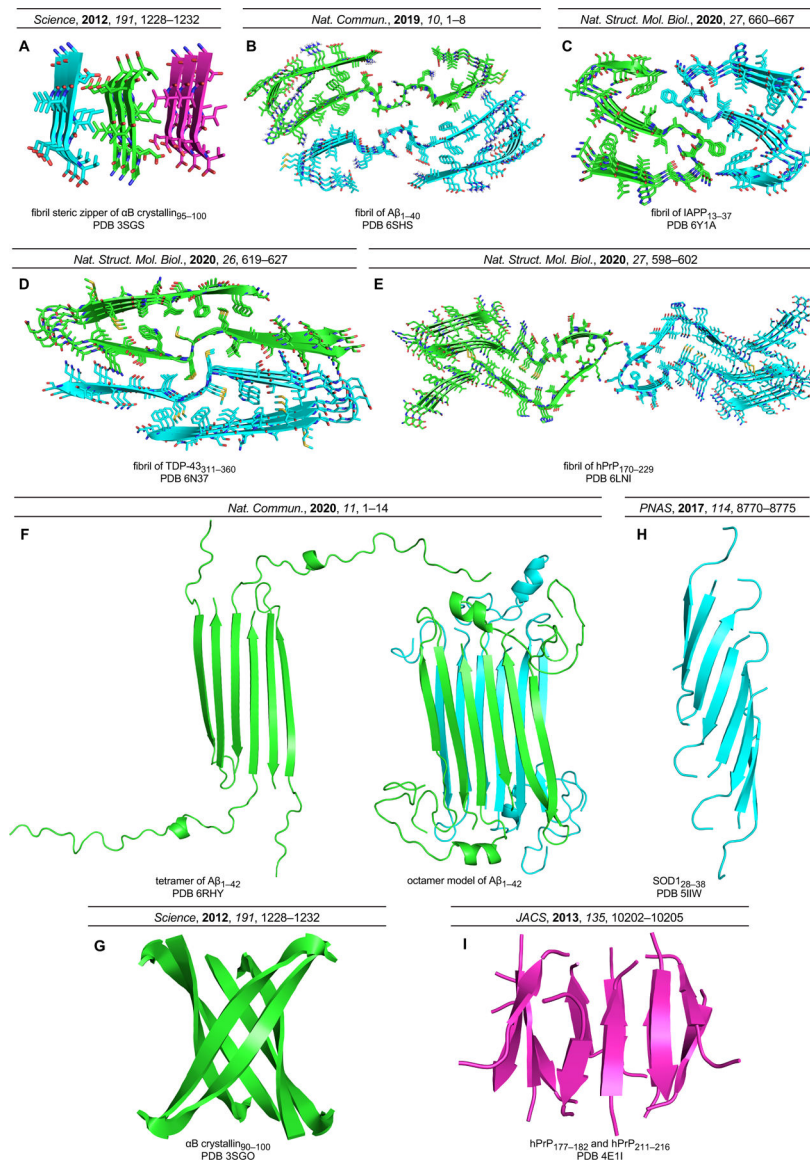 Science, 2012, 191, 1228–1232
A
fibril steric zipper of αB crystallin95–100
PDB 3SGS
Nat. Commun., 2019, 10, 1–8
B
fibril of Aβ1–40
PDB 6SHS
Nat. Struct. Mol. Biol., 2020, 27, 660–667
C
fibril of IAPP13–37
PDB 6Y1A
Nat. Struct. Mol. Biol., 2020, 26, 619–627
D
fibril of TDP-43311–360
PDB 6N37
Nat. Struct. Mol. Biol., 2020, 27, 598–602
E
fibril of hPrP170–229
PDB 6LNI
Nat. Commun., 2020, 11, 1–14
F
tetramer of Aβ1–42
PDB 6RHY
octamer model of Aβ1–42
PNAS, 2017, 114, 8770–8775
H
SOD128–38
PDB 5IIW
Science, 2012, 191, 1228–1232
G
αB crystallin90–100
PDB 3SGO
JACS, 2013, 135, 10202–10205
I
hPrP177–182 and hPrP211–216
PDB 4E1I